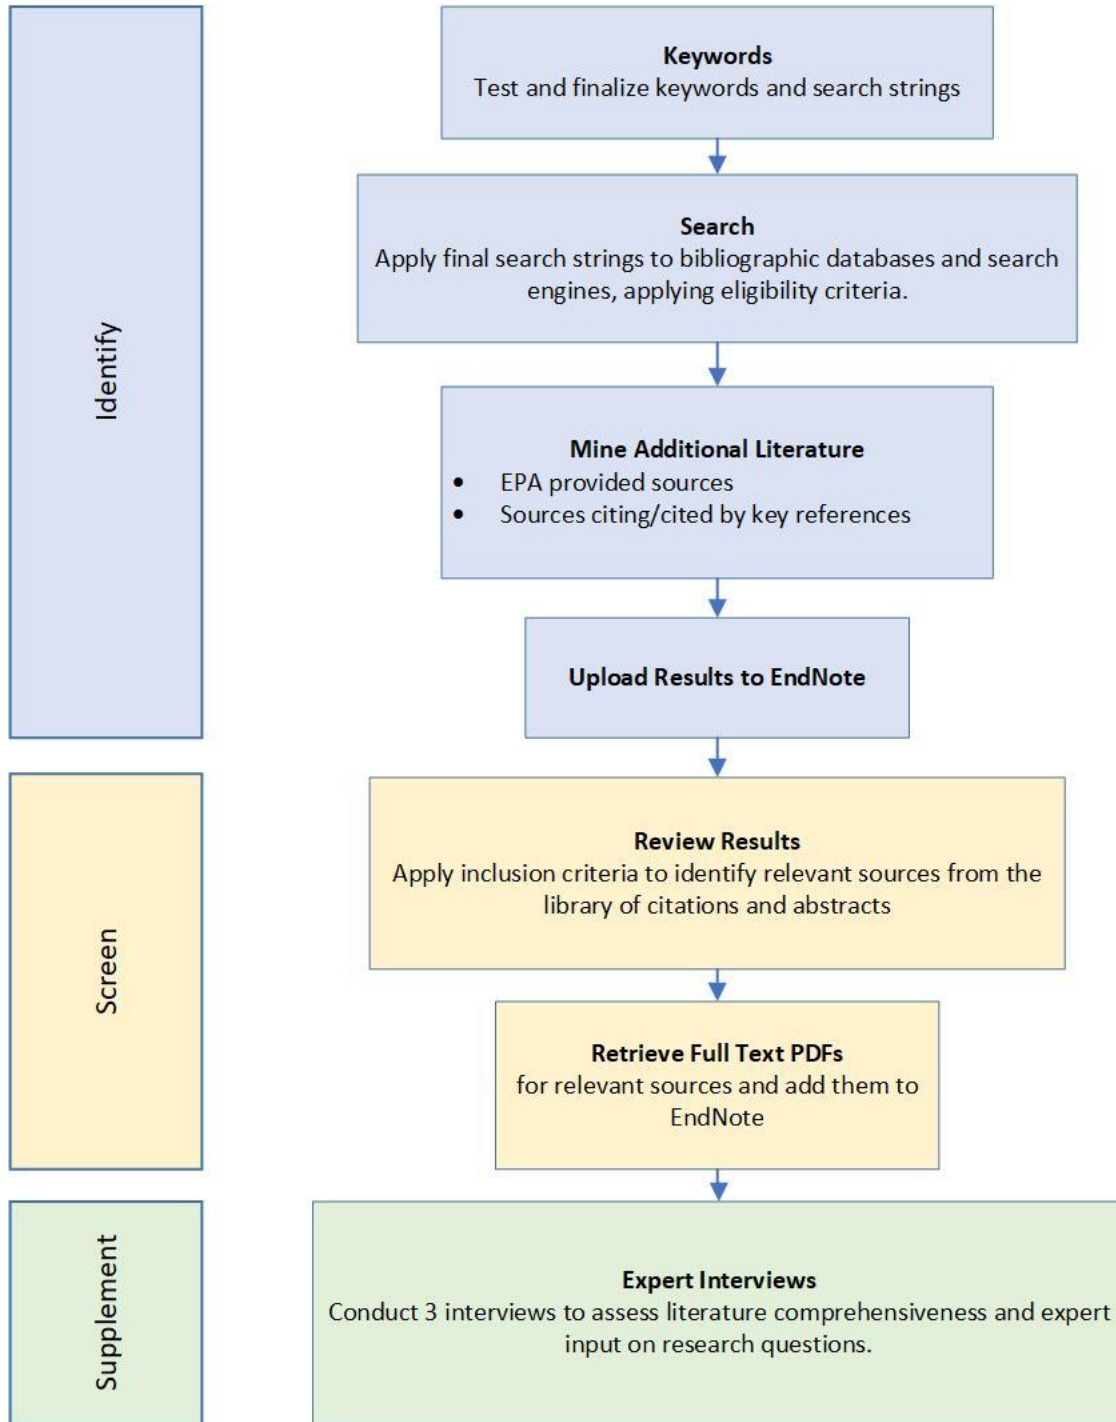 Identify
Keywords
Test and finalize keywords and search strings
Search
Apply final search strings to bibliographic databases and search
engines, applying eligibility criteria.
Mine Additional Literature
• EPA provided sources
• Sources citing/cited by key references
Upload Results to EndNote
Screen
Review Results
Apply inclusion criteria to identify relevant sources from the
library of citations and abstracts
Retrieve Full Text PDFs
for relevant sources and add them to
EndNote
Supplement
Expert Interviews
Conduct 3 interviews to assess literature comprehensiveness and expert
input on research questions.